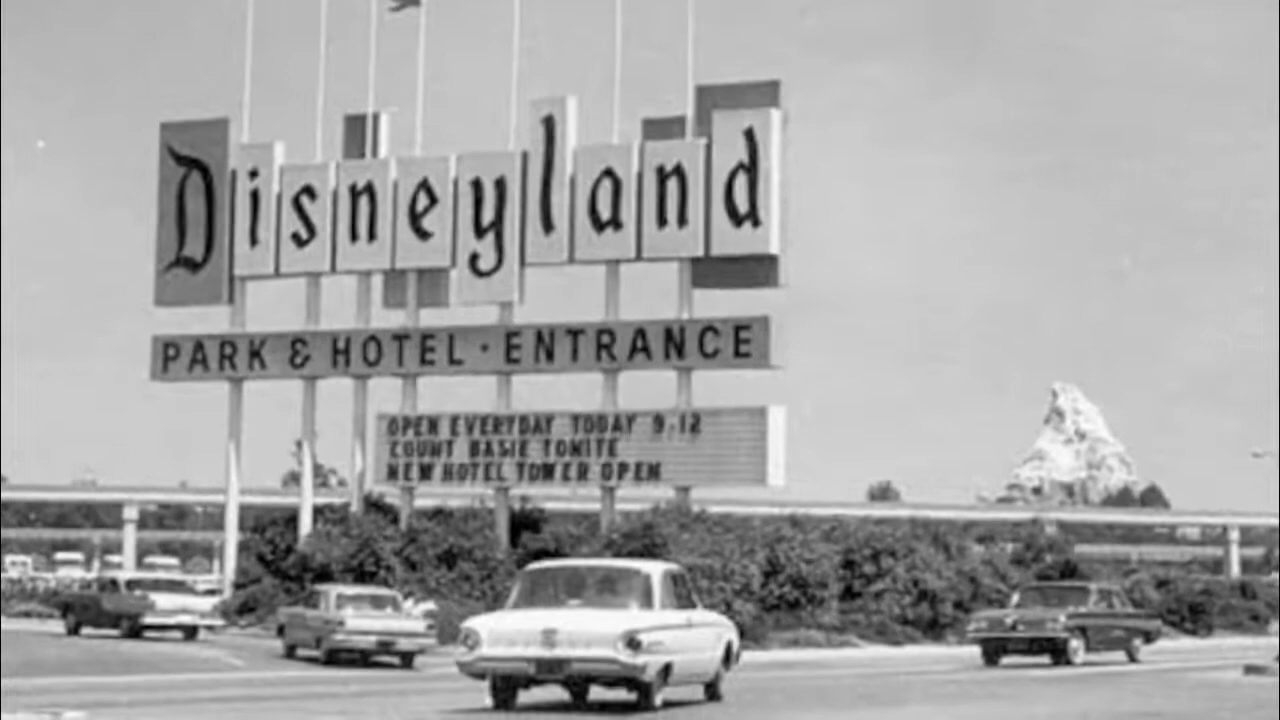 Disneyland
PARK & HOTEL · ENTRANCE
OPEN EVERYDAY TODAY 9-12
COUNT BASIE TONITE
NEW HOTEL TOWER OPEN